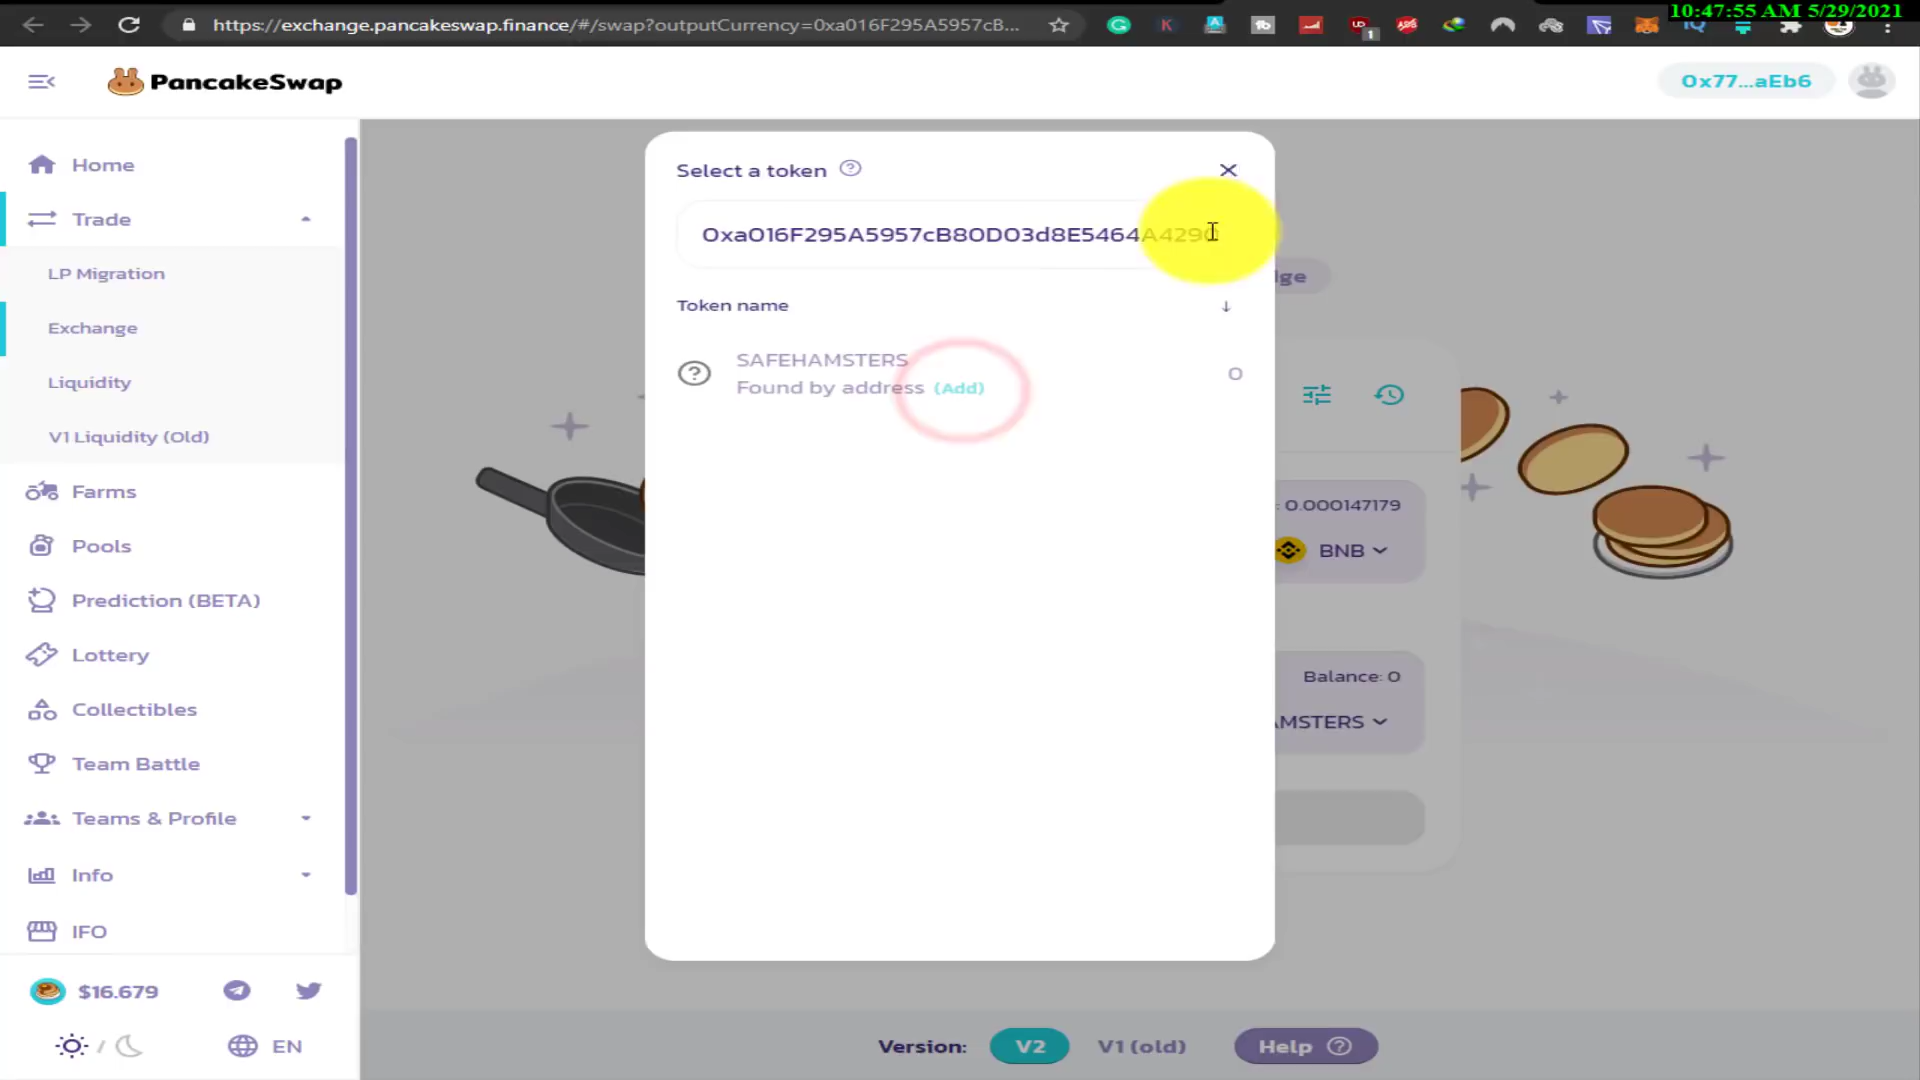 10:47:55 AM 5/29/2021
https://exchange.pancakeswap.finance/#/swap?outputCurrency=0xa016F295A5957cB...
PancakeSwap
0x77...aEb6
Home
Trade
LP Migration
Exchange
Liquidity
V1 Liquidity (Old)
Farms
Pools
Prediction (BETA)
Lottery
Collectibles
Team Battle
Teams & Profile
Info
IFO
$16.679
EN
Select a token
0xa016F295A5957cB80D03d8E5464A4290
Token name
SAFEHAMSTERS
0
Found by address (Add)
dge
: 0.000147179
BNB
Balance: 0
AMSTERS
Version:
V2
V1 (old)
Help